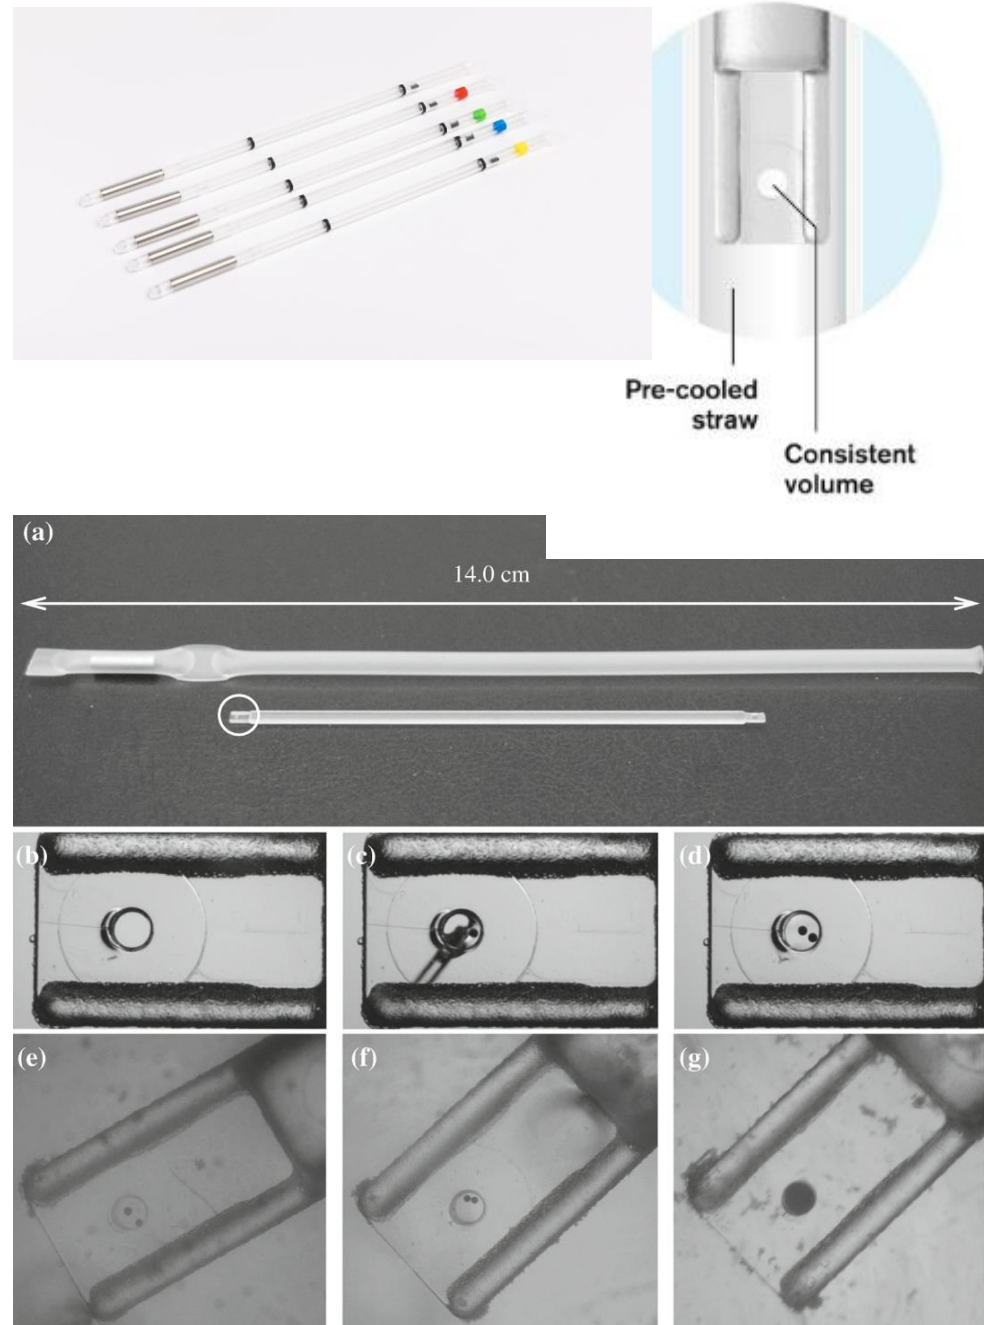 Pre-cooled
straw
Consistent
volume
(a)
14.0 cm
(b)
(c)
(d)
(e)
(f)
(g)